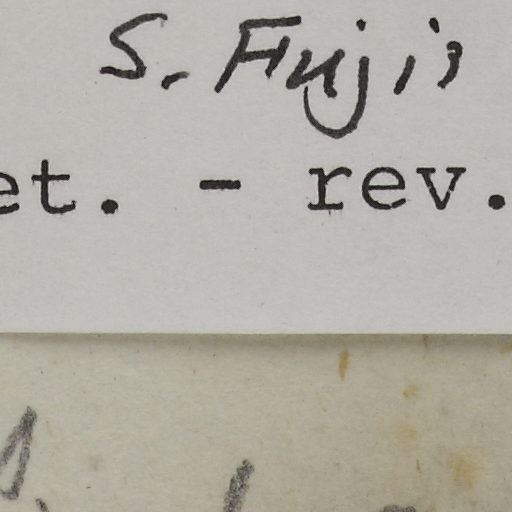 S. Fujii
et. - rev.